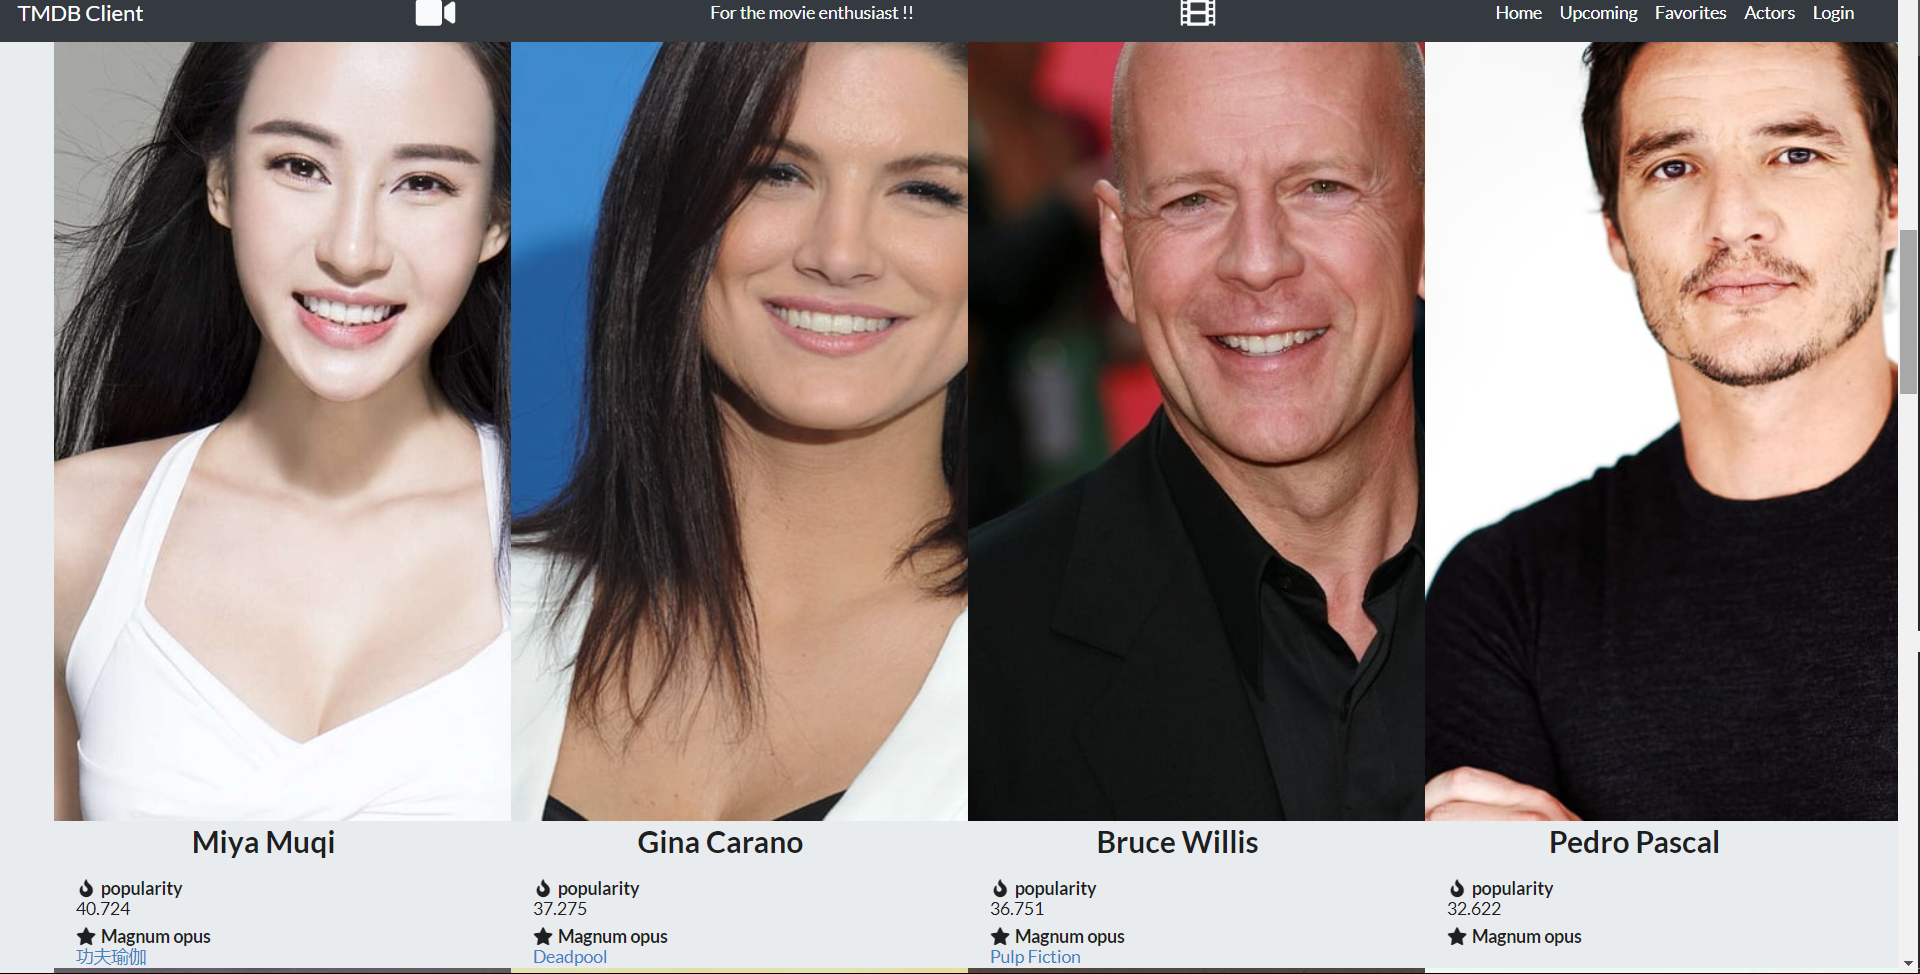 TMDB Client
For the movie enthusiast !!
Home Upcoming Favorites Actors Login
Miya Muqi
popularity
40.724
Magnum opus
功夫瑜伽
Gina Carano
popularity
37.275
Magnum opus
Deadpool
Bruce Willis
popularity
36.751
Magnum opus
Pulp Fiction
Pedro Pascal
popularity
32.622
Magnum opus